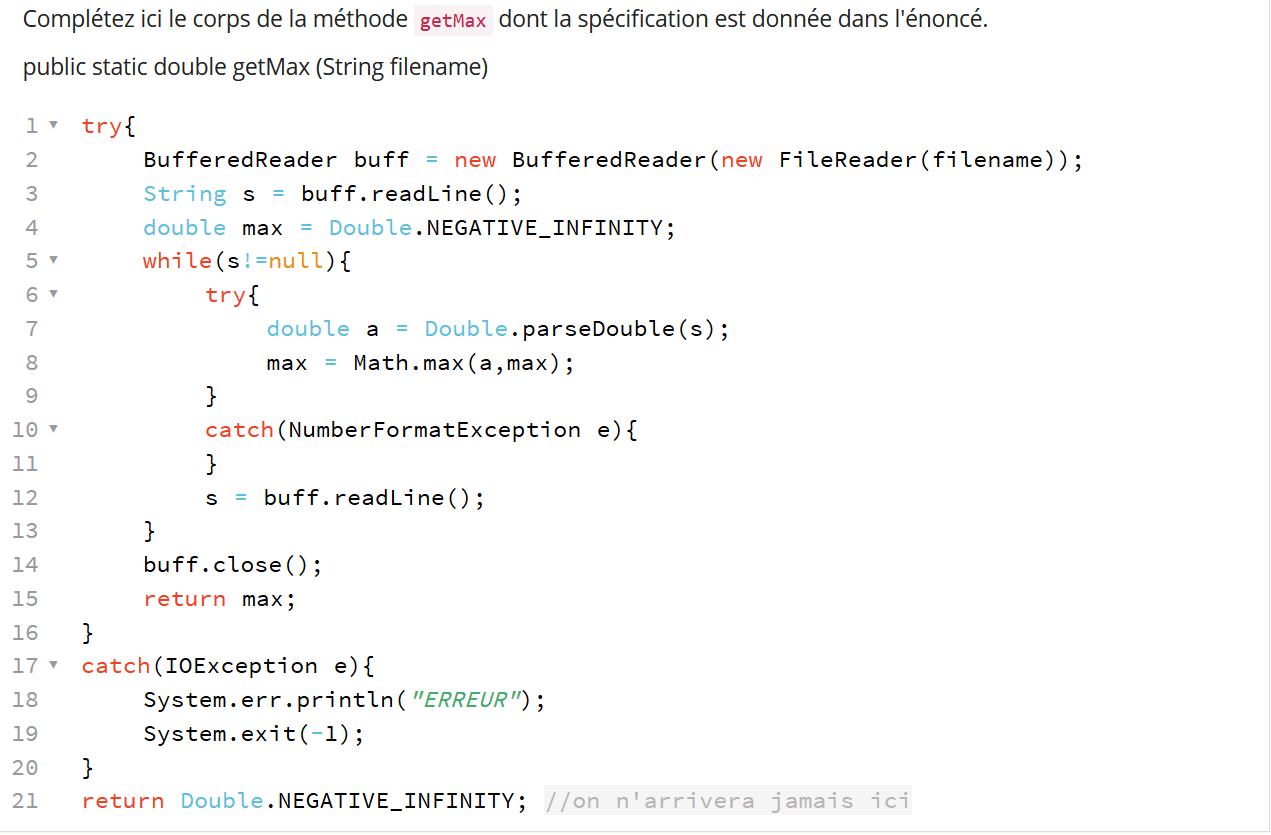 Complétez ici le corps de la méthode getMax dont la spécification est donnée dans l'énoncé.
public static double getMax (String filename)
1 try{
2 BufferedReader buff = new BufferedReader(new FileReader(filename));
3 String s = buff.readLine();
4 double max = Double.NEGATIVE_INFINITY;
5 while(s!=null){
6 try{
7 double a = Double.parseDouble(s);
8 max = Math.max(a,max);
9 }
10 catch(NumberFormatException e){
11 }
12 s = buff.readLine();
13 }
14 buff.close();
15 return max;
16 }
17 catch(IOException e){
18 System.err.println("ERREUR");
19 System.exit(-1);
20 }
21 return Double.NEGATIVE_INFINITY; //on n'arrivera jamais ici